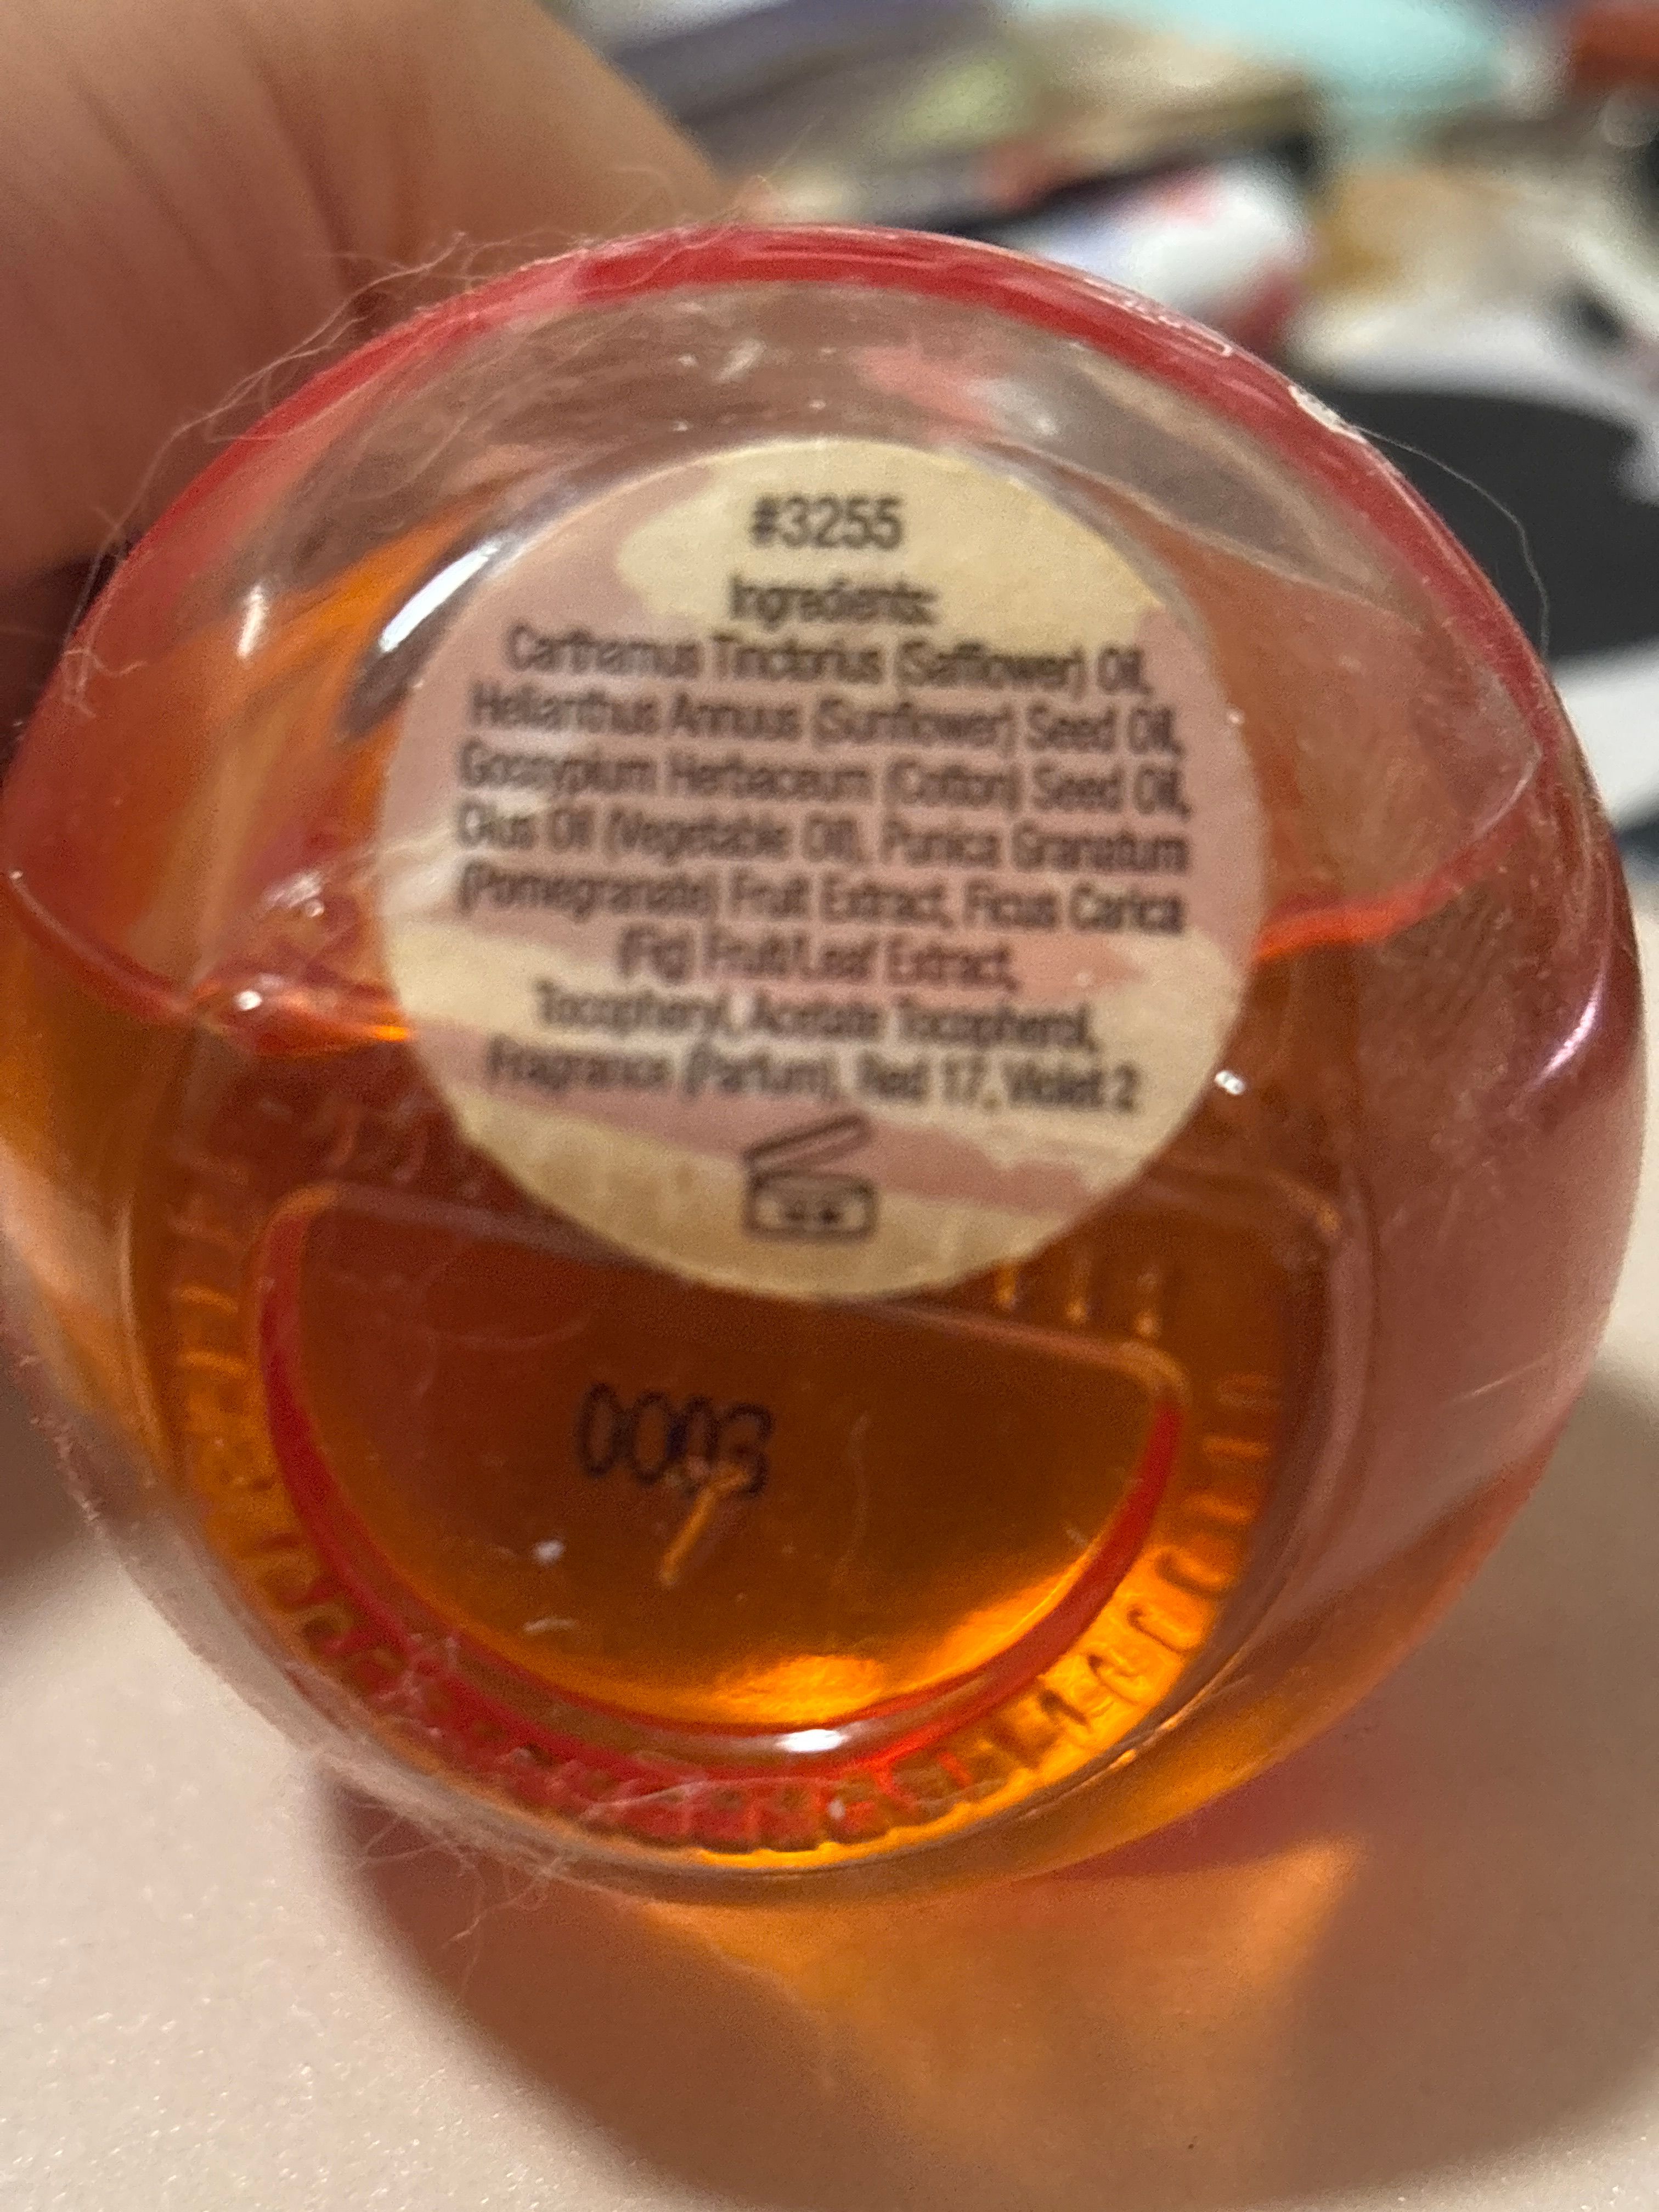 #3255
Ingredients:
Carthamus Tinctorius (Safflower) Oil,
Helianthus Annuus (Sunflower) Seed Oil,
Gossypium Herbaceum (Cotton) Seed Oil,
Olus Oil (Vegetable Oil), Punica Granatum
(Pomegranate) Fruit Extract, Ficus Carica
(Fig) Fruit/Leaf Extract,
Tocopheryl, Acetate Tocopherol,
Fragrance (Parfum), Red 17, Violet 2
0003